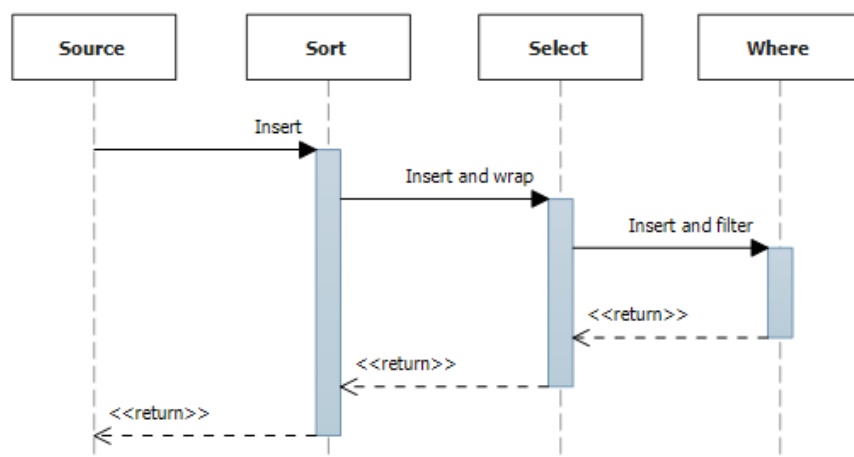 Source
Sort
Select
Where
Insert
Insert and wrap
Insert and filter
<<return>>
<<return>>
<<return>>